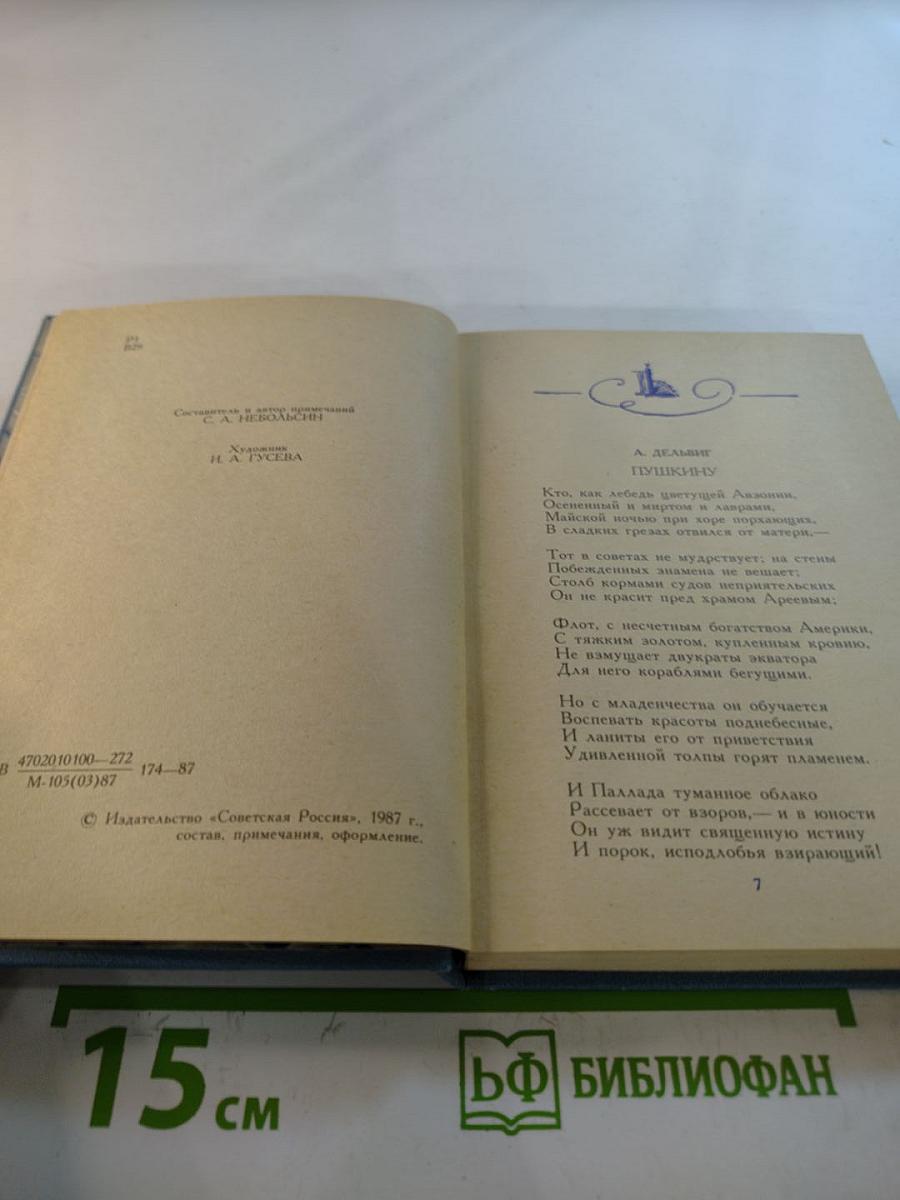 Р1
В29
Составитель и автор примечаний
С. А. НЕБОЛЬСИН
Художник
И. А. ГУСЕВА
В 4702010100—272 174—87
М-105(03)87
© Издательство «Советская Россия», 1987 г.,
состав, примечания, оформление.
А. ДЕЛЬВИГ
ПУШКИНУ
Кто, как лебедь цветущей Авзонии,
Осененный и миртом и лаврами,
Майской ночью при хоре порхающих,
В сладких грезах отвился от матери,—
Тот в советах не мудрствует; на стены
Побежденных знамена не вешает;
Столб кормами судов неприятельских
Он не красит пред храмом Ареевым;
Флот, с несчетным богатством Америки,
С тяжким золотом, купленным кровию,
Не взмущает двукраты экватора
Для него кораблями бегущими.
Но с младенчества он обучается
Воспевать красоты поднебесные,
И ланиты его от приветствия
Удивленной толпы горят пламенем.
И Паллада туманное облако
Рассевает от взоров,— и в юности
Он уж видит священную истину
И порок, исподлобья взирающий!
7
15 см
ЬФ БИБЛИОФАН